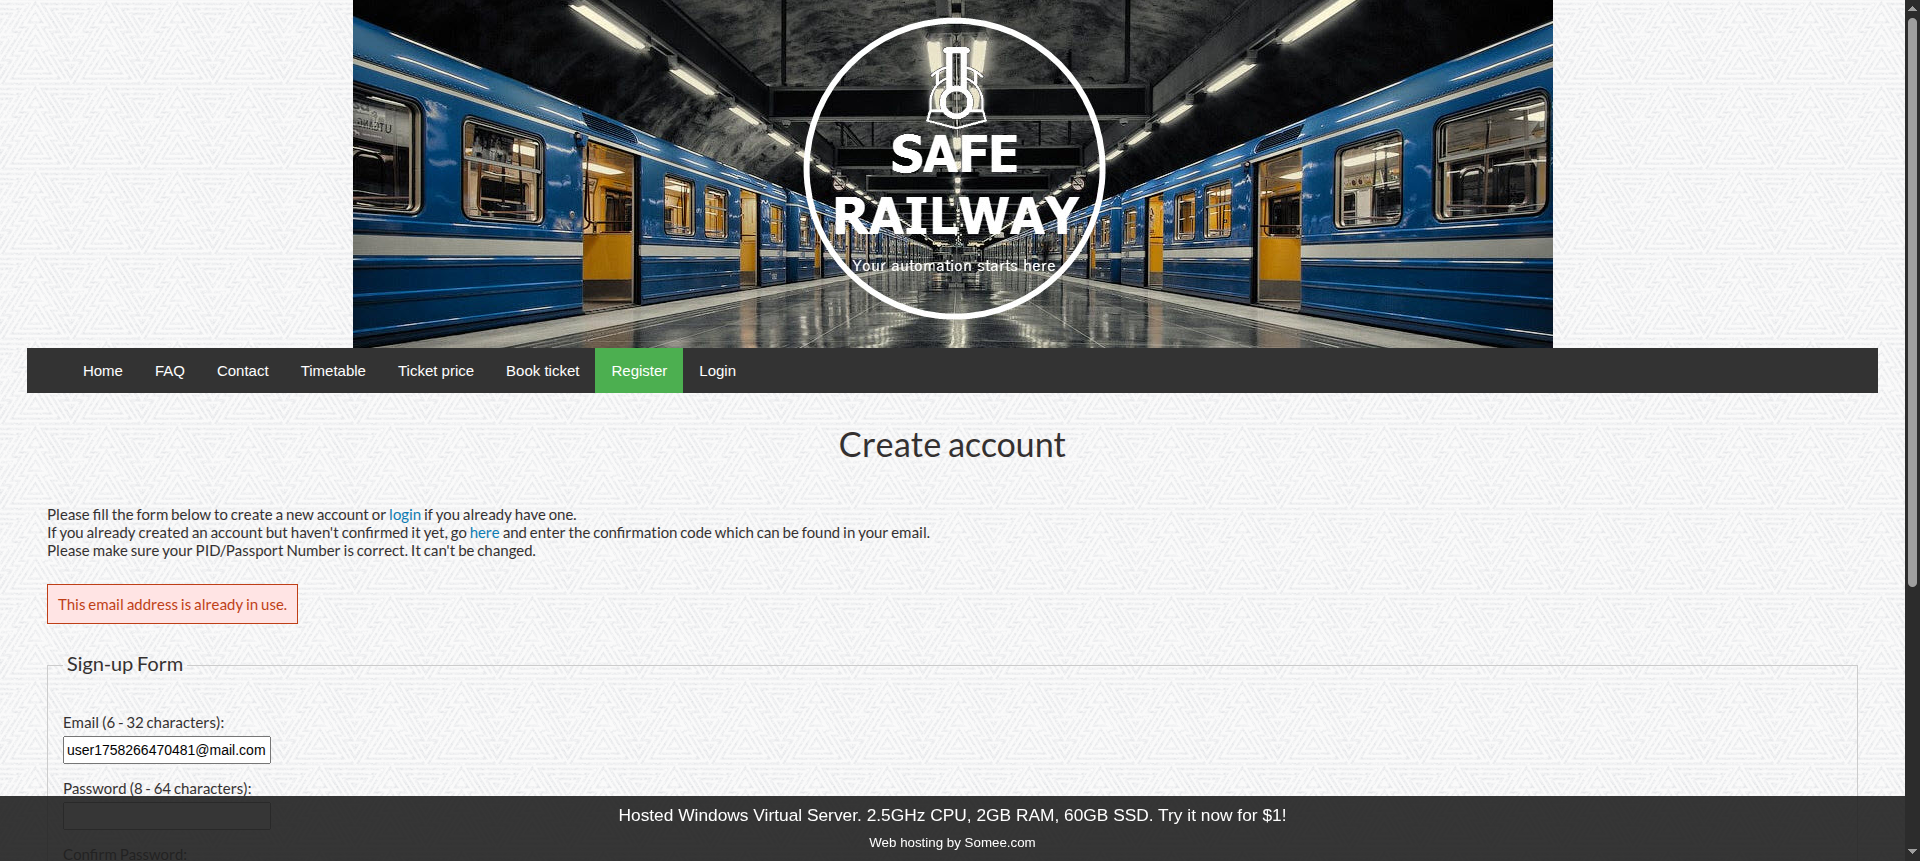 SAFE
RAILWAY
Your automation starts here
Home FAQ Contact Timetable Ticket price Book ticket Register Login
Create account
Please fill the form below to create a new account or login if you already have one.
If you already created an account but haven't confirmed it yet, go here and enter the confirmation code which can be found in your email.
Please make sure your PID/Passport Number is correct. It can't be changed.
This email address is already in use.
Sign-up Form
Email (6 - 32 characters):
user1758266470481@mail.com
Password (8 - 64 characters):
Hosted Windows Virtual Server. 2.5GHz CPU, 2GB RAM, 60GB SSD. Try it now for $1!
Web hosting by Somee.com
Confirm Password: